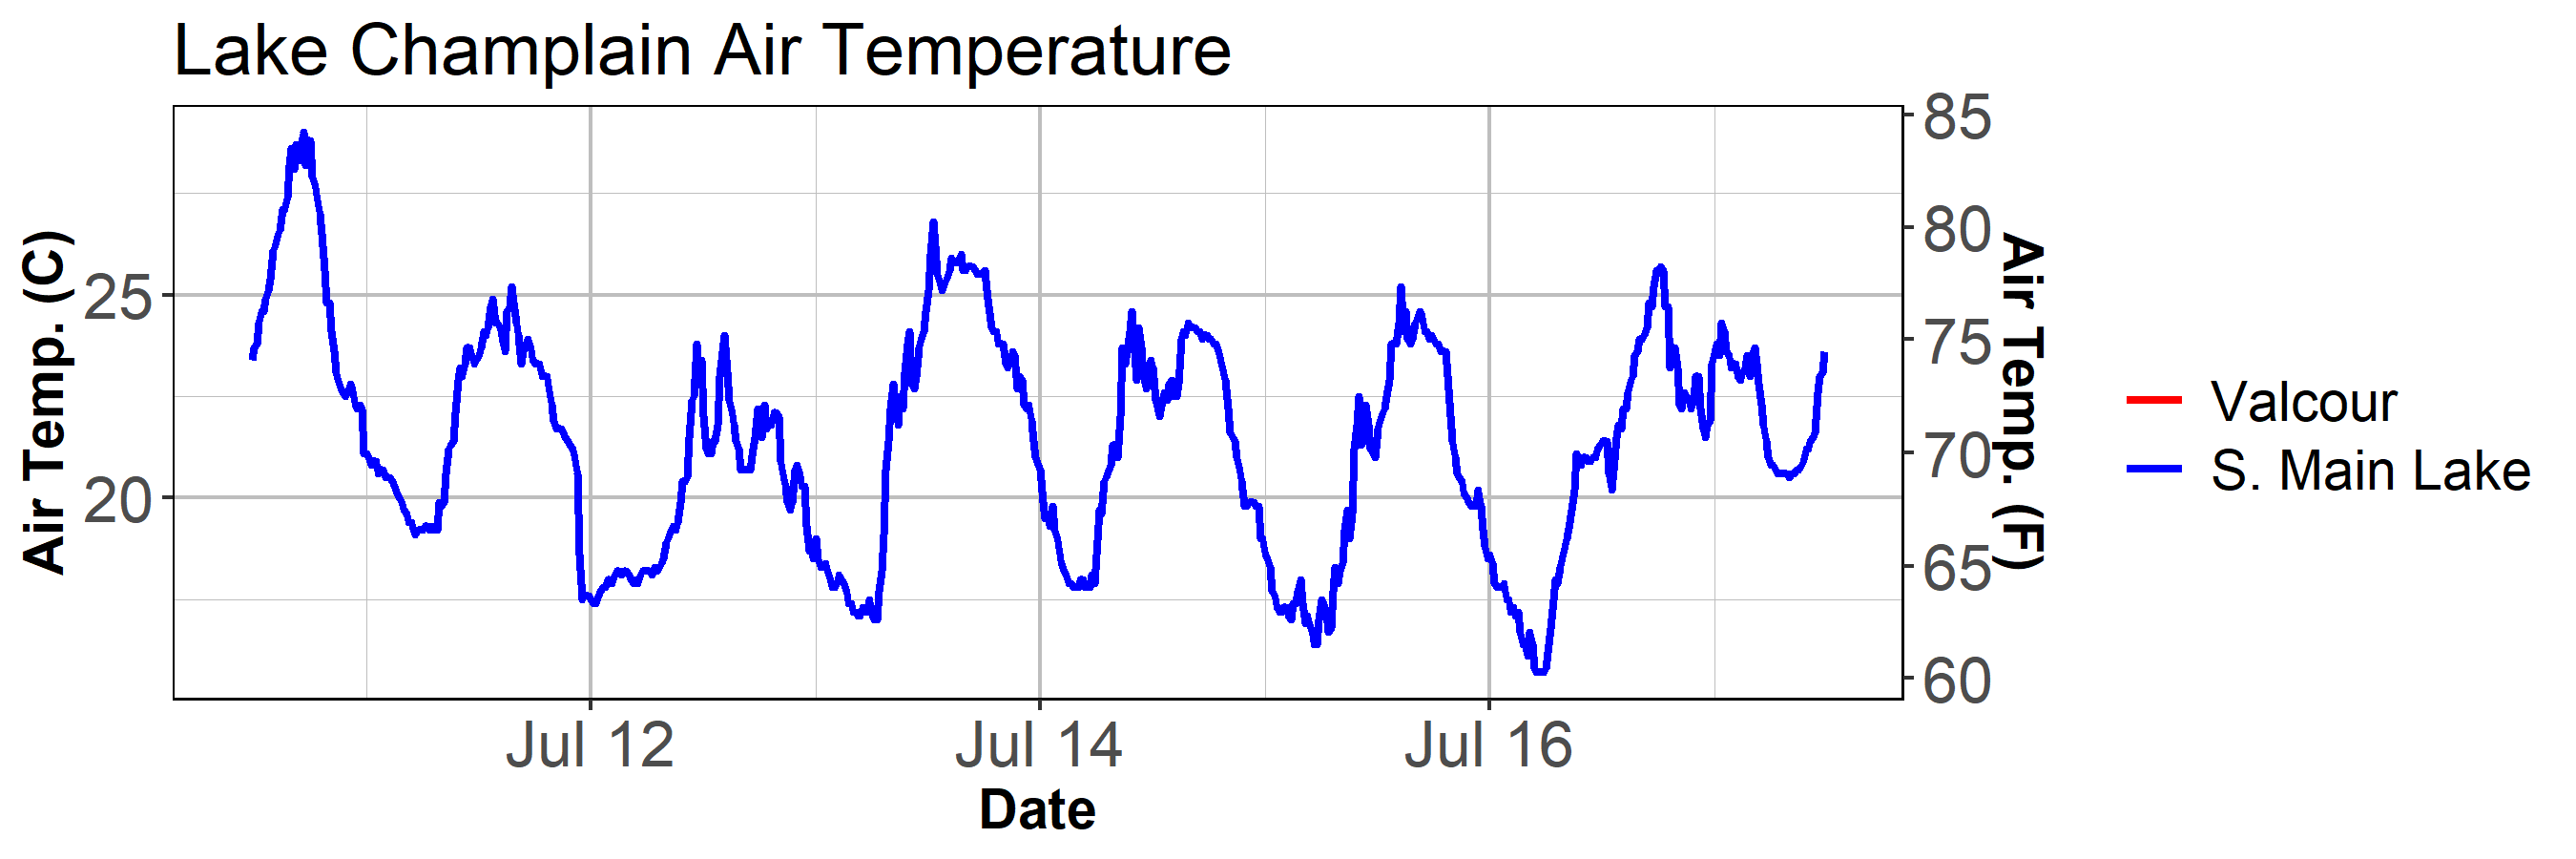 Lake Champlain Air Temperature
Air Temp. (C)
25
20
85
80
75
70
65
60
Air Temp. (F)
Jul 12
Jul 14
Jul 16
Date
Valcour
S. Main Lake